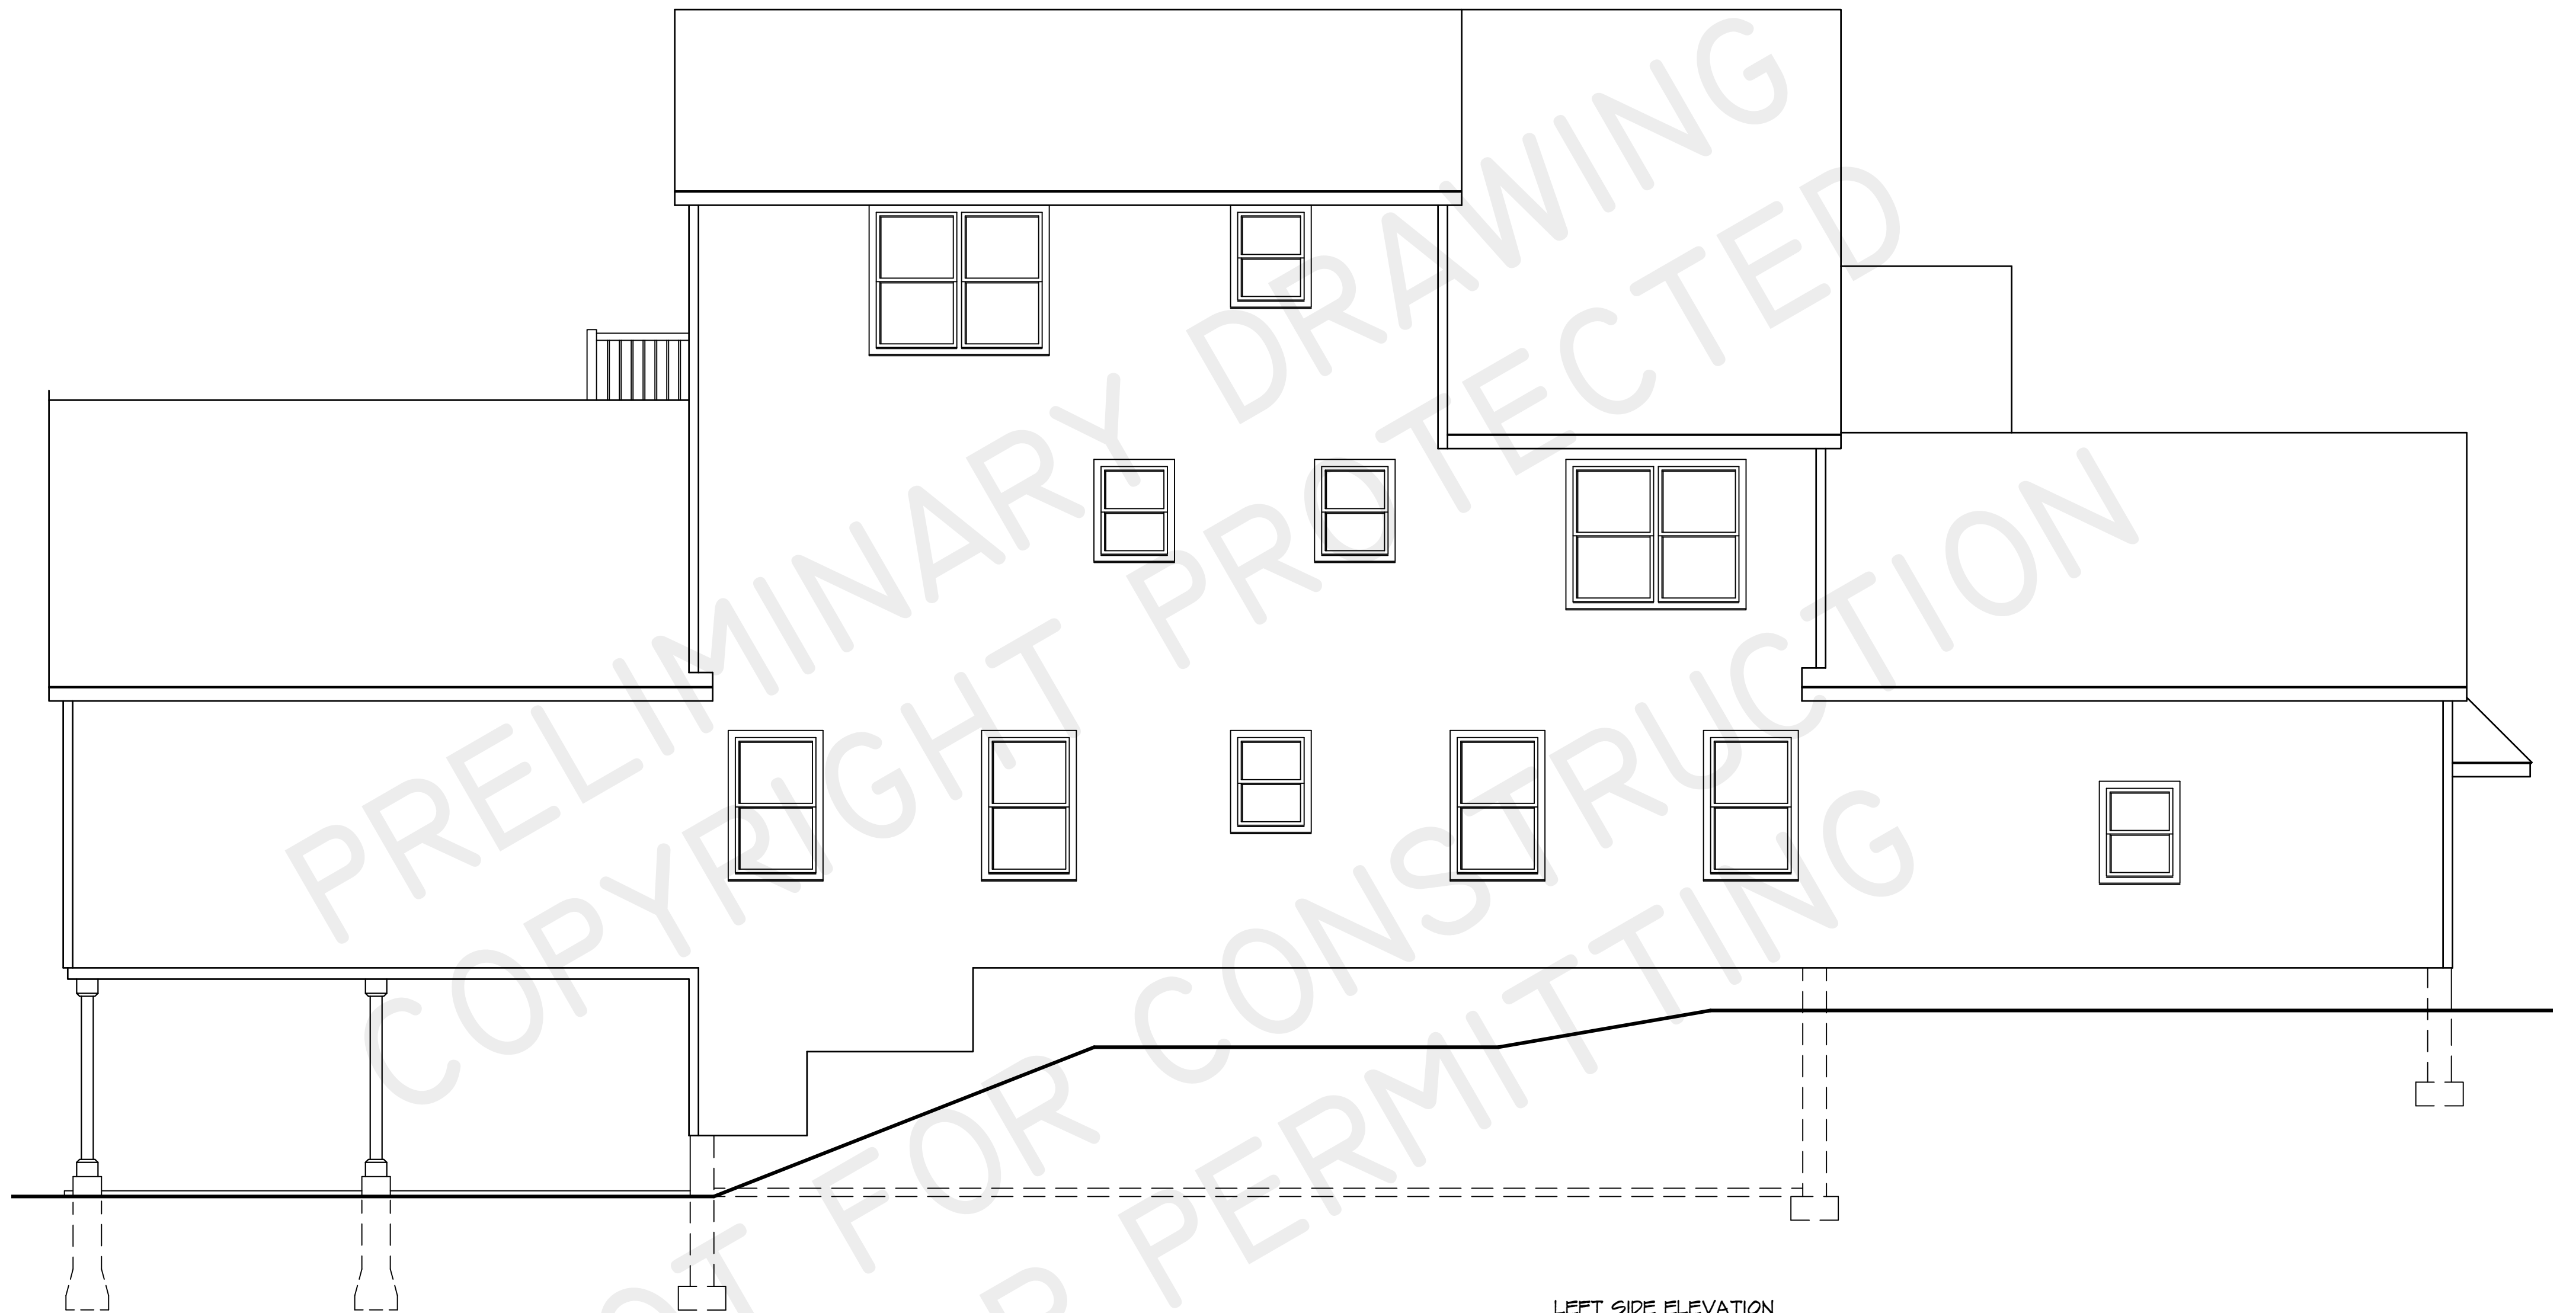 PRELIMINARY DRAWING
COPYRIGHT PROTECTED
FOR CONSTRUCTION
PERMITTING
LEFT SIDE ELEVATION